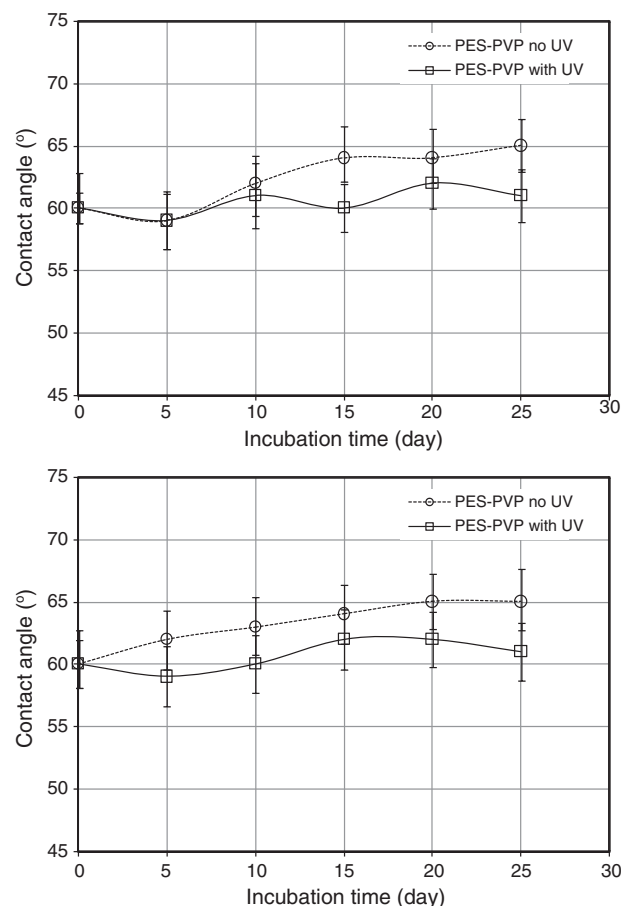 75
70
65
60
55
50
45
Contact angle (º)
PES-PVP no UV
PES-PVP with UV
0 5 10 15 20 25 30
Incubation time (day)
75
70
65
60
55
50
45
Contact angle (º)
PES-PVP no UV
PES-PVP with UV
0 5 10 15 20 25 30
Incubation time (day)